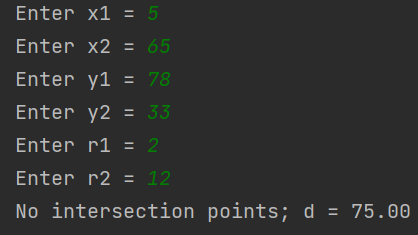 Enter x1 = 5
Enter x2 = 65
Enter y1 = 78
Enter y2 = 33
Enter r1 = 2
Enter r2 = 12
No intersection points; d = 75.00